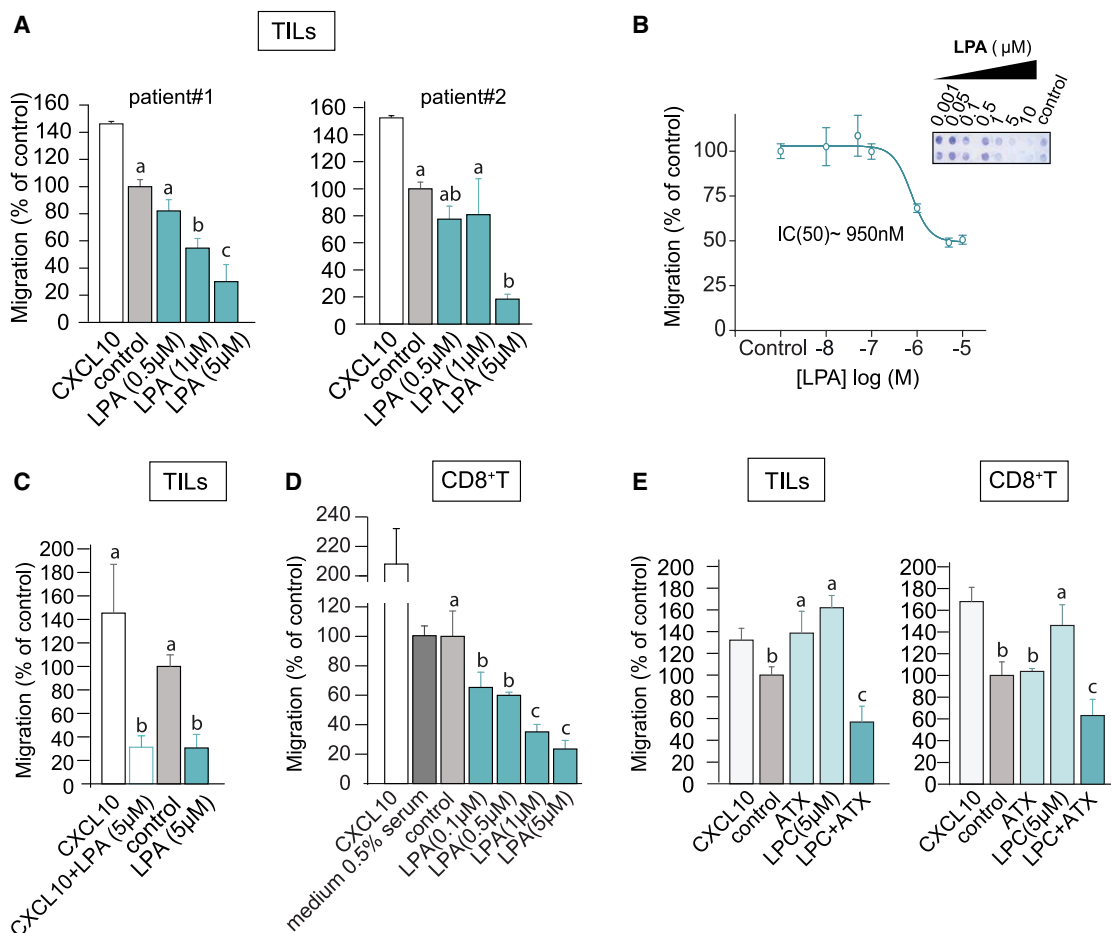 A
TILs
patient#1
Migration (% of control)
160
140
120
100
80
60
40
20
0
a
a
b
c
CXCL10
control
LPA (0.5µM)
LPA (1µM)
LPA (5µM)
patient#2
160
140
120
100
80
60
40
20
0
a
ab
a
b
CXCL10
control
LPA (0.5µM)
LPA (1µM)
LPA (5µM)
B
LPA ( µM)
0.001
0.05
0.1
0.5
1
5
10
control
Migration (% of control)
100
75
50
0
IC(50)~ 950nM
Control -8 -7 -6 -5
[LPA] log (M)
C
TILs
Migration (% of control)
200
180
160
140
120
100
80
60
40
20
0
a
b
a
b
CXCL10
CXCL10+LPA (5µM)
control
LPA (5µM)
D
CD8+T
Migration (% of control)
240
220
200
100
80
60
40
20
0
a
b
b
c
c
CXCL10
medium 0.5% serum
control
LPA(0.1µM)
LPA(0.5µM)
LPA(1µM)
LPA(5µM)
E
TILs
Migration (% of control)
200
180
160
140
120
100
80
60
40
20
0
b
a
a
c
CXCL10
control
ATX
LPC(5µM)
LPC+ATX
CD8+T
200
180
160
140
120
100
80
60
40
20
0
b
b
a
c
CXCL10
control
ATX
LPC(5µM)
LPC+ATX